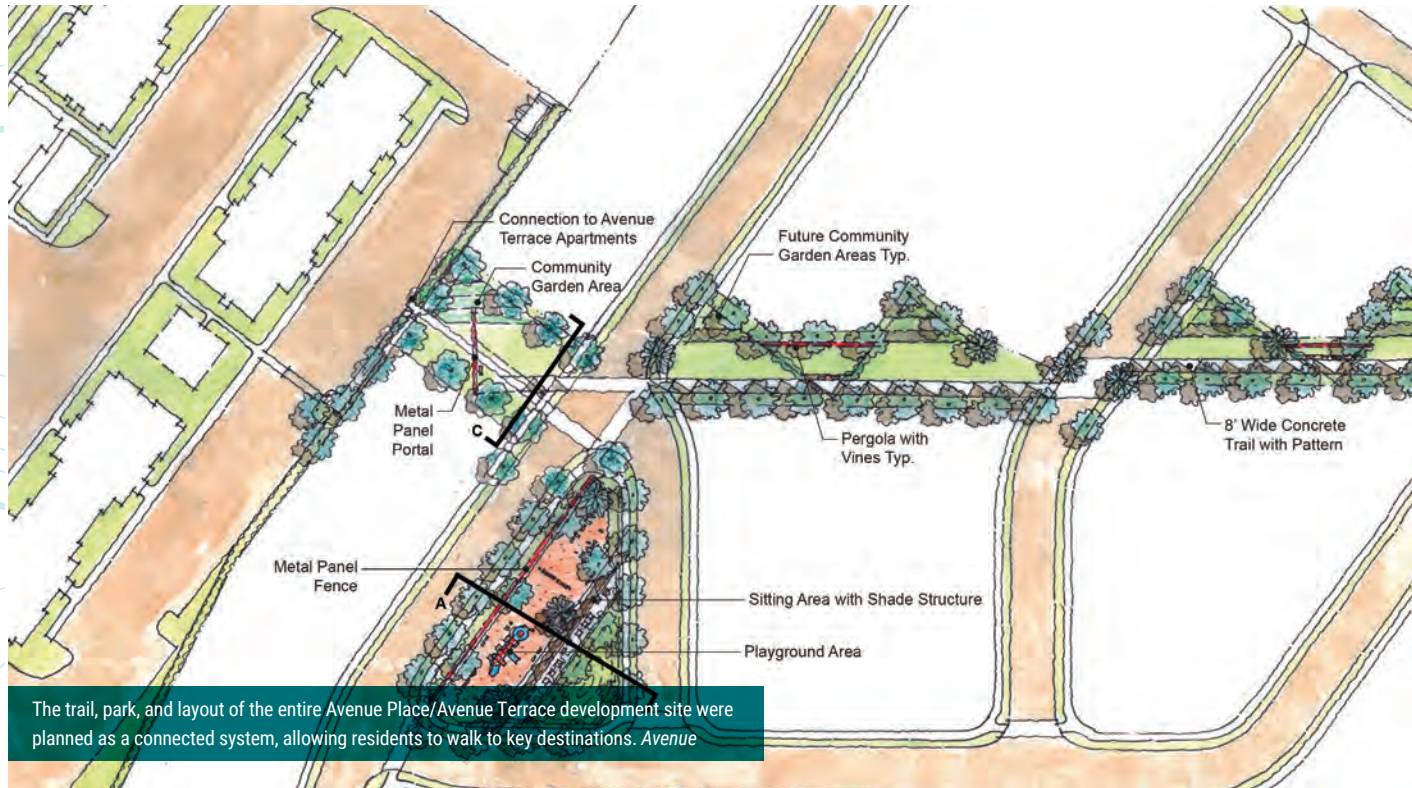 Connection to Avenue
Terrace Apartments
Community
Garden Area
Future Community
Garden Areas Typ.
Metal
Panel
Portal
C
Pergola with
Vines Typ.
8' Wide Concrete
Trail with Pattern
Metal Panel
Fence
A
Sitting Area with Shade Structure
Playground Area
The trail, park, and layout of the entire Avenue Place/Avenue Terrace development site were
planned as a connected system, allowing residents to walk to key destinations. Avenue